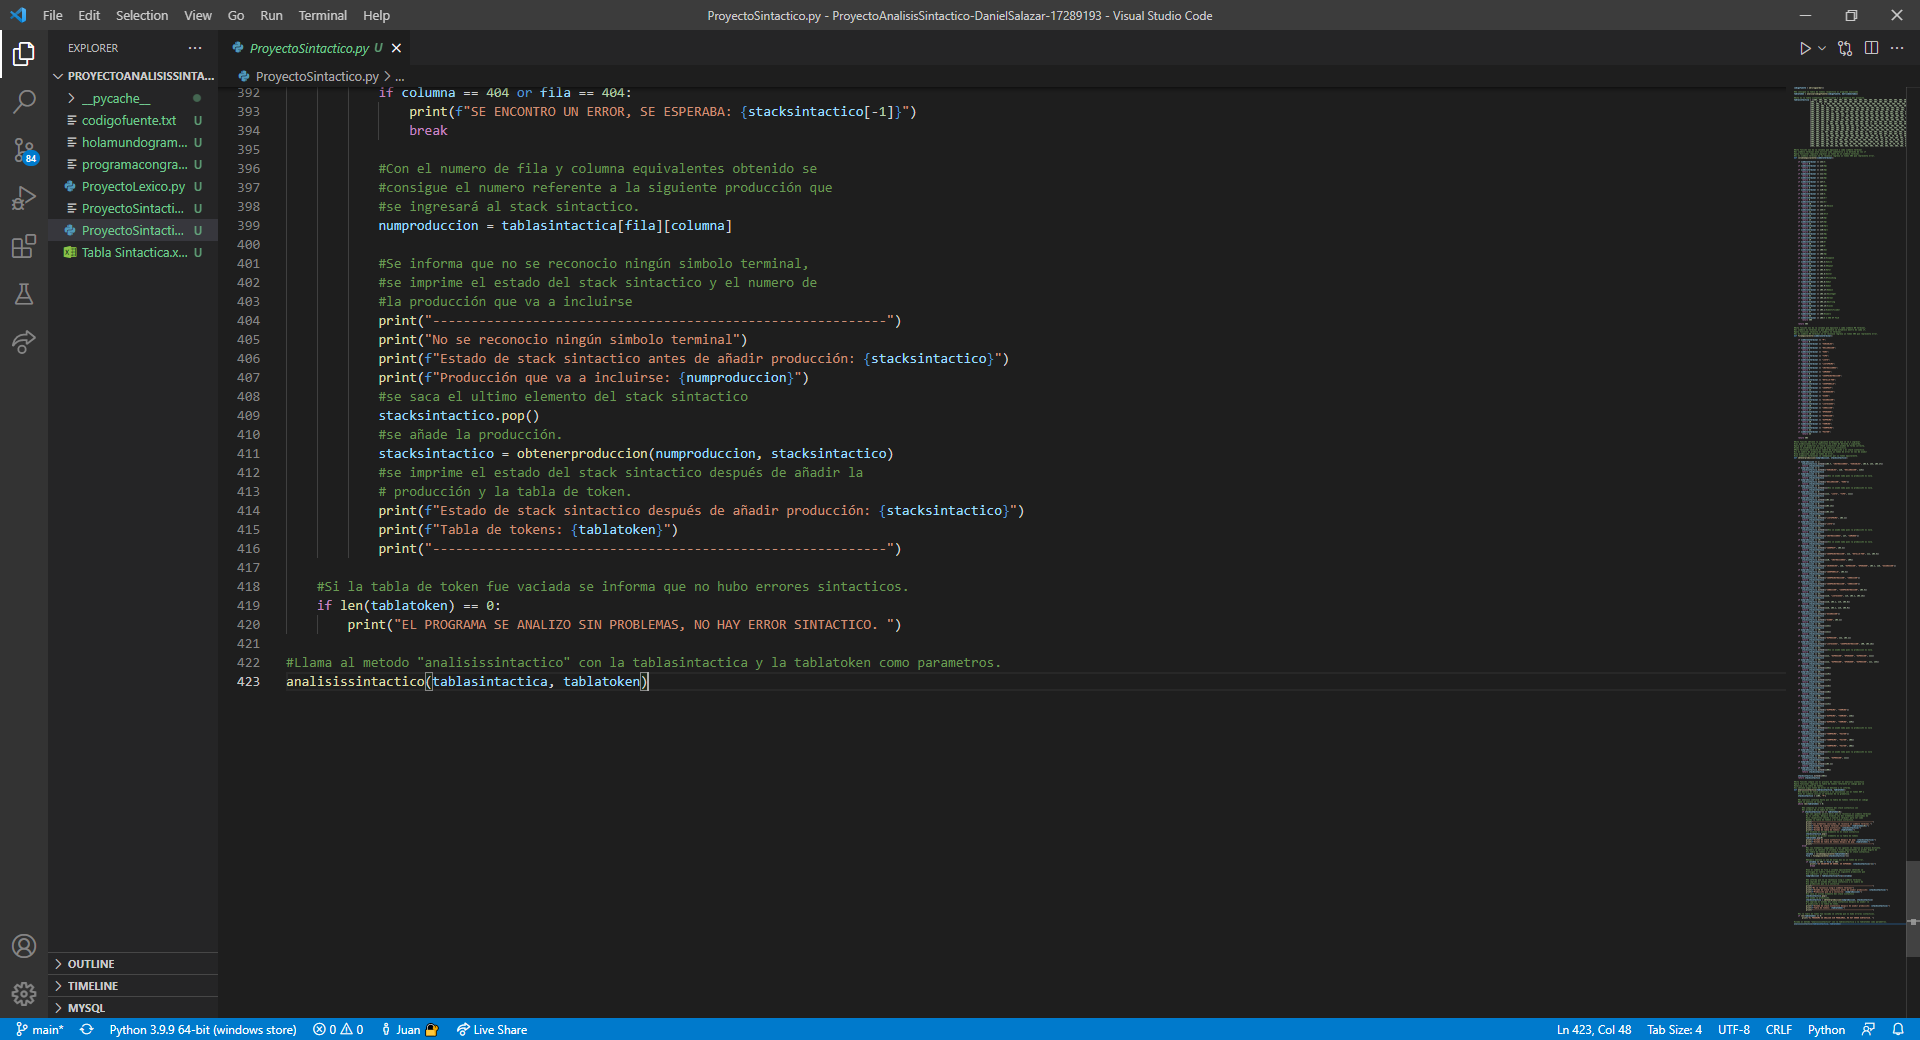 File Edit Selection View Go Run Terminal Help
ProyectoSintactico.py - ProyectoAnalisisSintactico-DanielSalazar-17289193 - Visual Studio Code
EXPLORER
PROYECTOANALISISSINTA...
__pycache__
codigofuente.txt U
holamundogram... U
programacongra... U
ProyectoLexico.py U
ProyectoSintacti... U
ProyectoSintacti... U
Tabla Sintactica.x... U
84
OUTLINE
TIMELINE
MYSQL
ProyectoSintactico.py U
ProyectoSintactico.py > ...
392 if columna == 404 or fila == 404:
393 print(f"SE ENCONTRO UN ERROR, SE ESPERABA: {stacksintactico[-1]}")
394 break
395
396 #Con el numero de fila y columna equivalentes obtenido se
397 #consigue el numero referente a la siguiente producción que
398 #se ingresará al stack sintactico.
399 numproduccion = tablasintactica[fila][columna]
400
401 #Se informa que no se reconocio ningún simbolo terminal,
402 #se imprime el estado del stack sintactico y el numero de
403 #la producción que va a incluirse
404 print("-----------------------------------------------------------")
405 print("No se reconocio ningún simbolo terminal")
406 print(f"Estado de stack sintactico antes de añadir producción: {stacksintactico}")
407 print(f"Producción que va a incluirse: {numproduccion}")
408 #se saca el ultimo elemento del stack sintactico
409 stacksintactico.pop()
410 #se añade la producción.
411 stacksintactico = obtenerproduccion(numproduccion, stacksintactico)
412 #se imprime el estado del stack sintactico después de añadir la
413 # producción y la tabla de token.
414 print(f"Estado de stack sintactico después de añadir producción: {stacksintactico}")
415 print(f"Tabla de tokens: {tablatoken}")
416 print("-----------------------------------------------------------")
417
418 #Si la tabla de token fue vaciada se informa que no hubo errores sintacticos.
419 if len(tablatoken) == 0:
420 print("EL PROGRAMA SE ANALIZO SIN PROBLEMAS, NO HAY ERROR SINTACTICO. ")
421
422 #Llama al metodo "analisissintactico" con la tablasintactica y la tablatoken como parametros.
423 analisissintactico(tablasintactica, tablatoken)
main* Python 3.9.9 64-bit (windows store) 0 0 Juan Live Share
Ln 423, Col 48 Tab Size: 4 UTF-8 CRLF Python